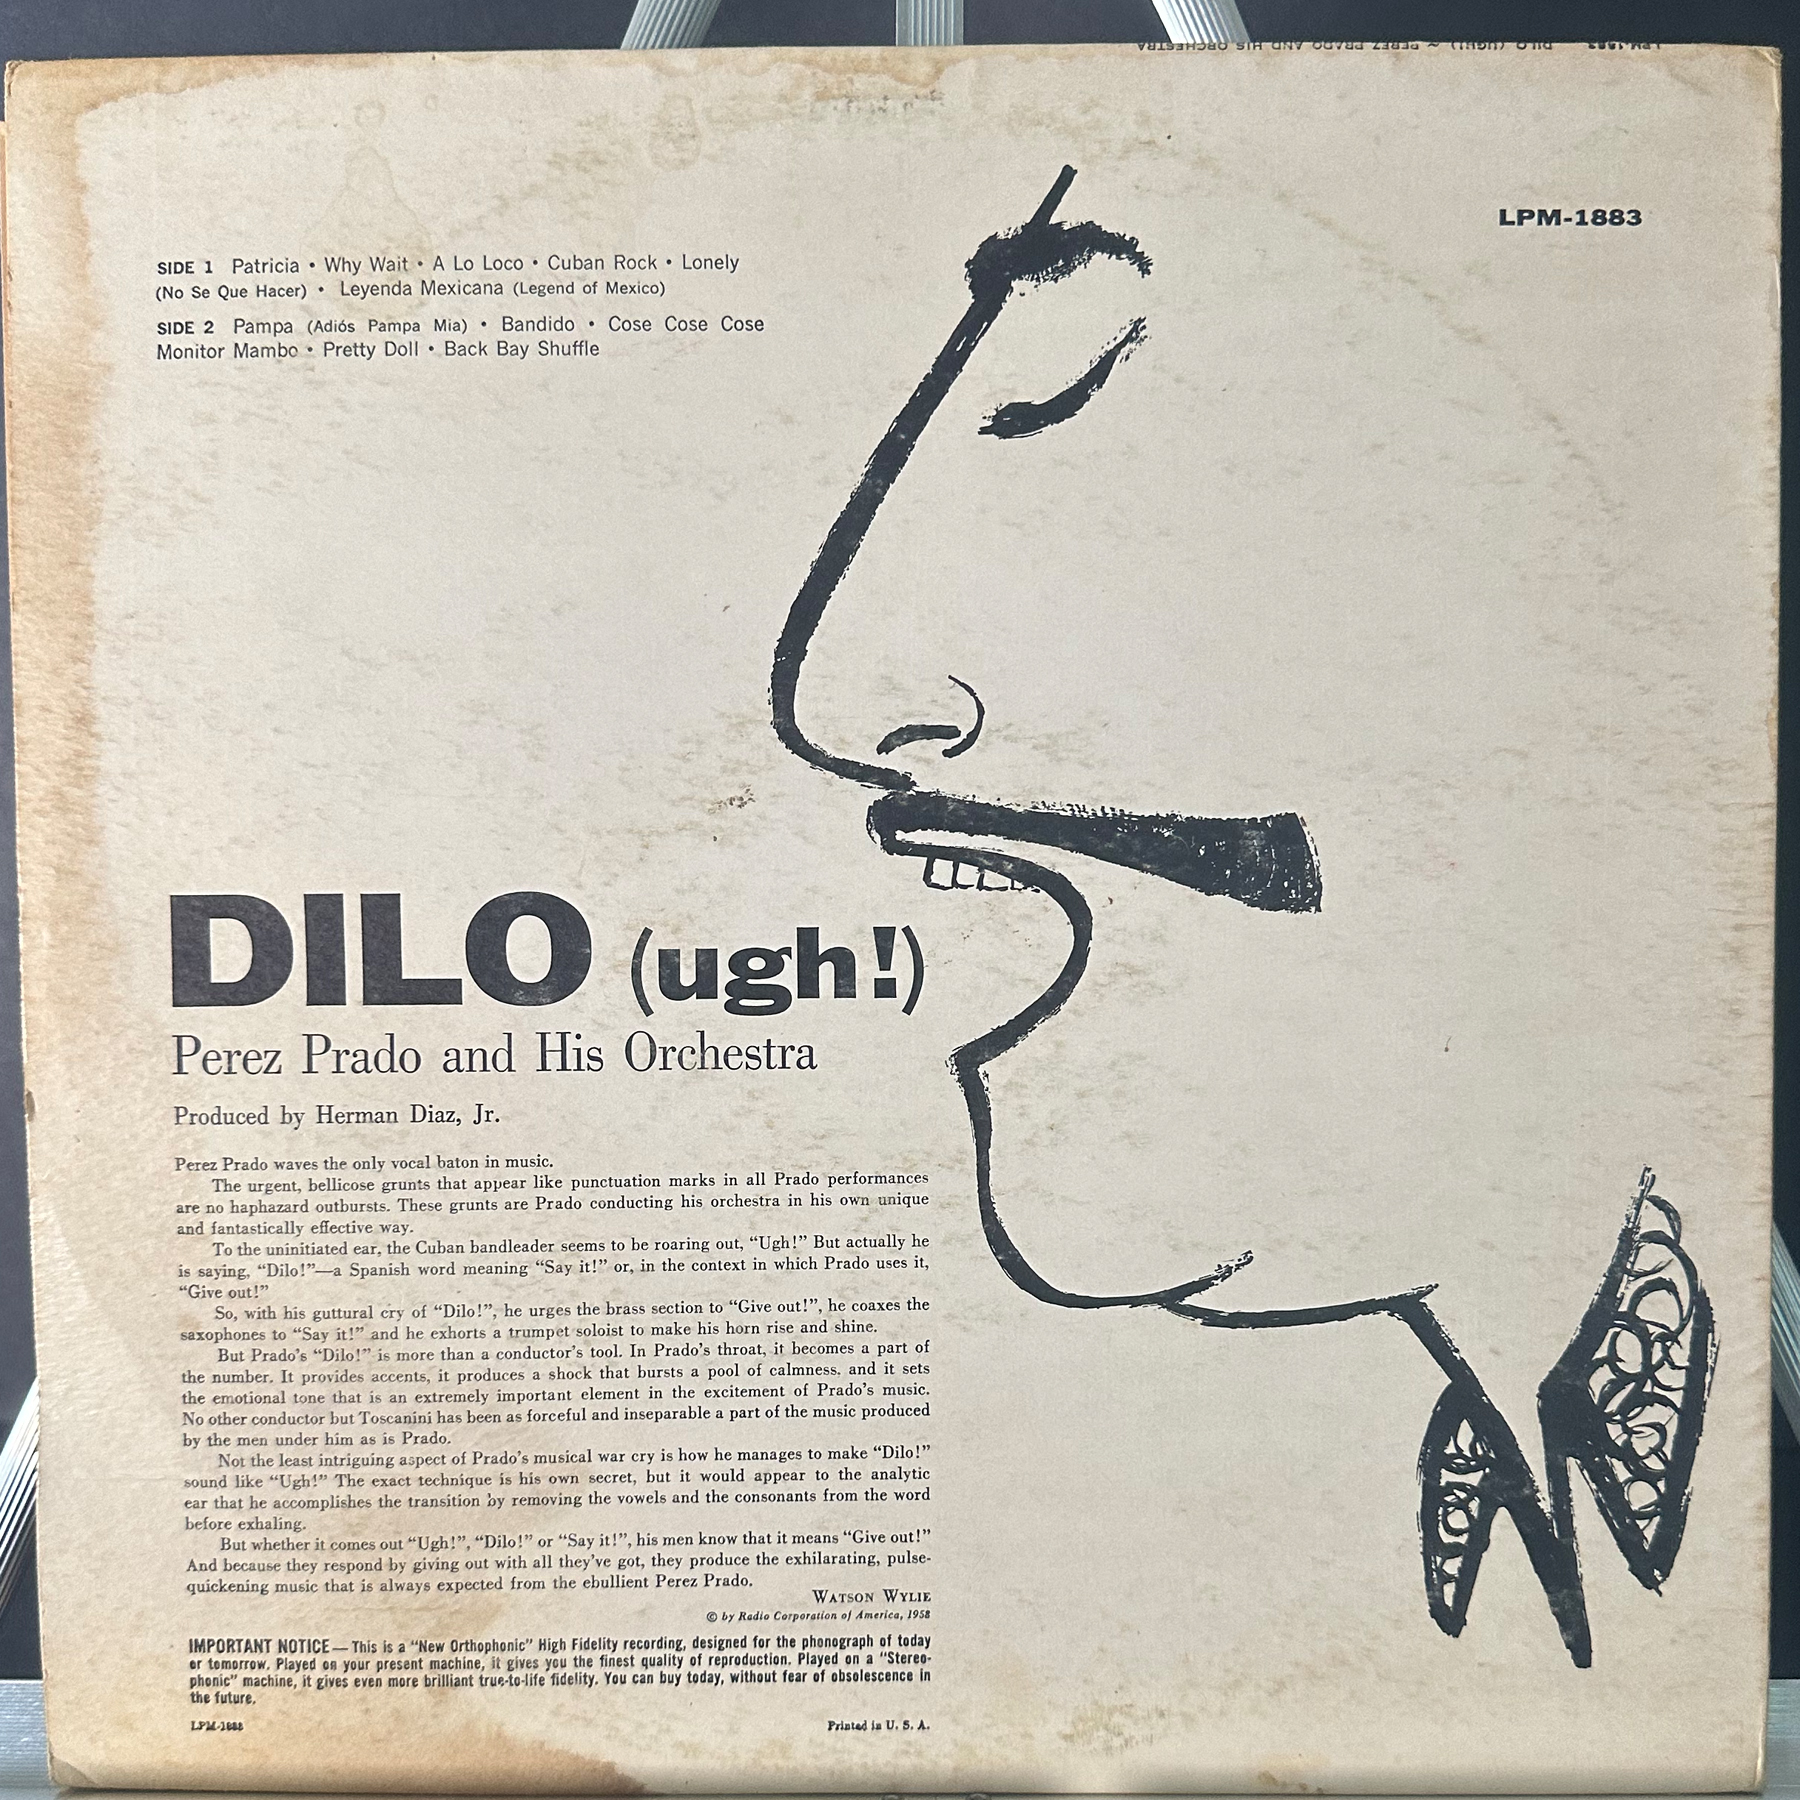 LPM-1883 DILO (UGH!) ~ PEREZ PRADO AND HIS ORCHESTRA
LPM-1883
SIDE 1 Patricia • Why Wait • A Lo Loco • Cuban Rock • Lonely
(No Se Que Hacer) • Leyenda Mexicana (Legend of Mexico)
SIDE 2 Pampa (Adiós Pampa Mia) • Bandido • Cose Cose Cose
Monitor Mambo • Pretty Doll • Back Bay Shuffle
DILO (ugh!)
Perez Prado and His Orchestra
Produced by Herman Diaz, Jr.
Perez Prado waves the only vocal baton in music.
The urgent, bellicose grunts that appear like punctuation marks in all Prado performances
are no haphazard outbursts. These grunts are Prado conducting his orchestra in his own unique
and fantastically effective way.
To the uninitiated ear, the Cuban bandleader seems to be roaring out, “Ugh!” But actually he
is saying, “Dilo!”—a Spanish word meaning “Say it!” or, in the context in which Prado uses it,
“Give out!”
So, with his guttural cry of “Dilo!”, he urges the brass section to “Give out!”, he coaxes the
saxophones to “Say it!” and he exhorts a trumpet soloist to make his horn rise and shine.
But Prado’s “Dilo!” is more than a conductor’s tool. In Prado’s throat, it becomes a part of
the number. It provides accents, it produces a shock that bursts a pool of calmness, and it sets
the emotional tone that is an extremely important element in the excitement of Prado’s music.
No other conductor but Toscanini has been as forceful and inseparable a part of the music produced
by the men under him as is Prado.
Not the least intriguing aspect of Prado’s musical war cry is how he manages to make “Dilo!”
sound like “Ugh!” The exact technique is his own secret, but it would appear to the analytic
ear that he accomplishes the transition by removing the vowels and the consonants from the word
before exhaling.
But whether it comes out “Ugh!”, “Dilo!” or “Say it!”, his men know that it means “Give out!”
And because they respond by giving out with all they’ve got, they produce the exhilarating, pulse-
quickening music that is always expected from the ebullient Perez Prado.
WATSON WYLIE
© by Radio Corporation of America, 1958
IMPORTANT NOTICE — This is a “New Orthophonic” High Fidelity recording, designed for the phonograph of today
or tomorrow. Played on your present machine, it gives you the finest quality of reproduction. Played on a “Stereo-
phonic” machine, it gives even more brilliant true-to-life fidelity. You can buy today, without fear of obsolescence in
the future.
LPM-1883
Printed in U. S. A.